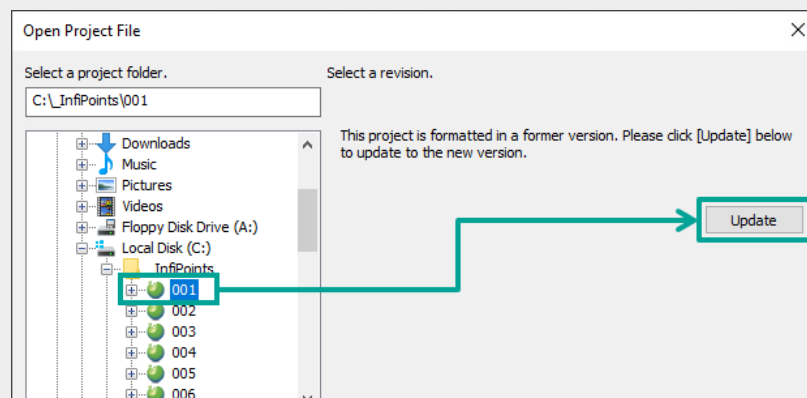 Open Project File
Select a project folder.
Select a revision.
C:\_InfiPoints\001
This project is formatted in a former version. Please click [Update] below
to update to the new version.
Downloads
Music
Pictures
Videos
Floppy Disk Drive (A:)
Local Disk (C:)
_InfiPoints
001
002
003
004
005
006
Update